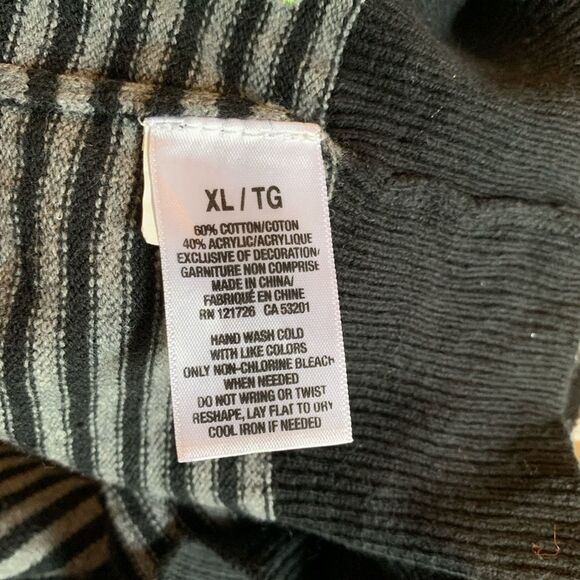 XL / TG
60% COTTON/COTON
40% ACRYLIC/ACRYLIQUE
EXCLUSIVE OF DECORATION/
GARNITURE NON COMPRISE
MADE IN CHINA/
FABRIQUÉ EN CHINE
RN 121726 CA 53201
HAND WASH COLD
WITH LIKE COLORS
ONLY NON-CHLORINE BLEACH
WHEN NEEDED
DO NOT WRING OR TWIST
RESHAPE, LAY FLAT TO DRY
COOL IRON IF NEEDED